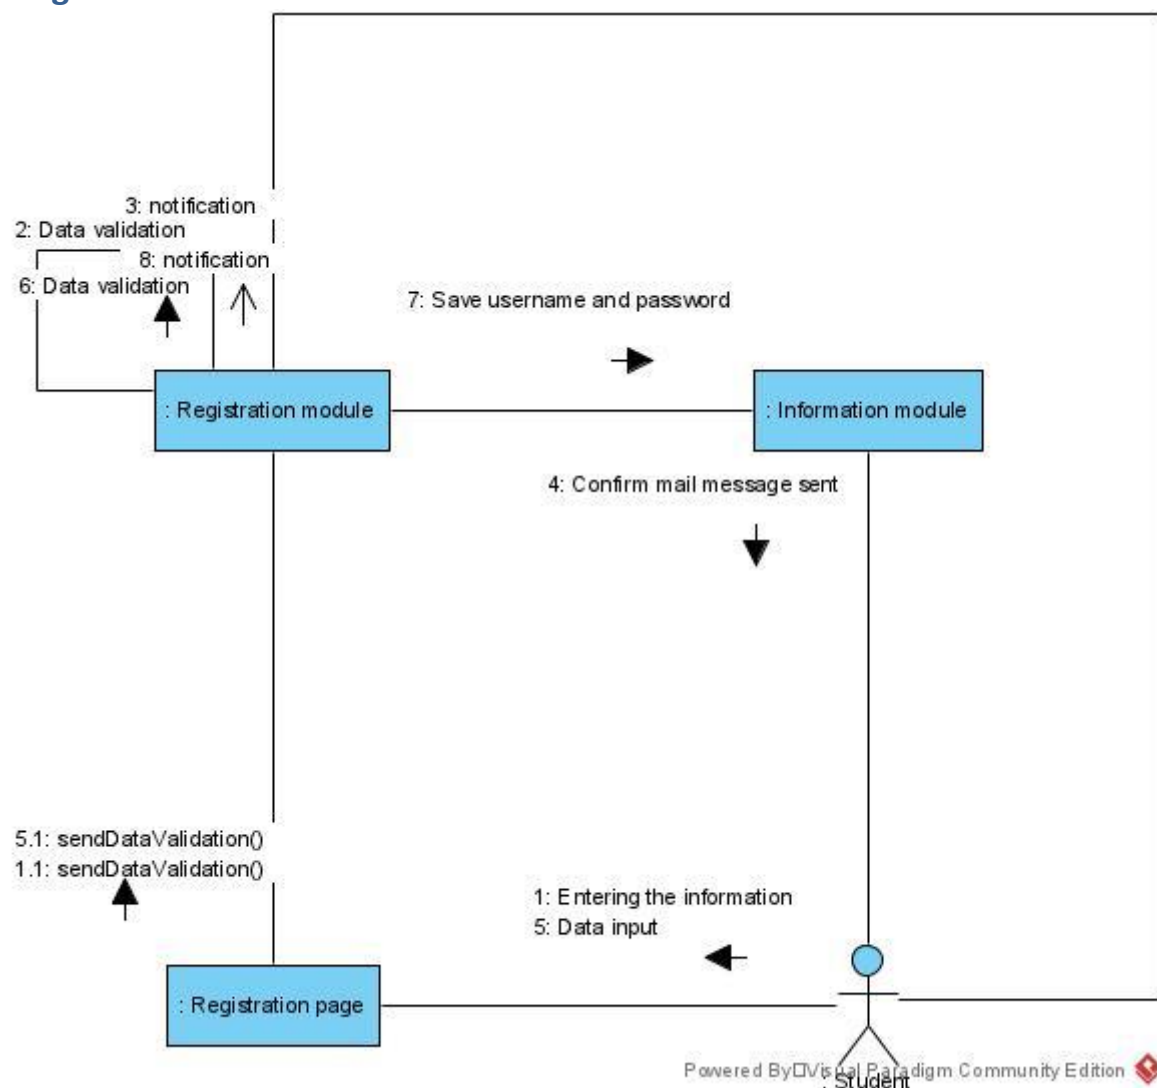 3: notification
2: Data validation
8: notification
6: Data validation
7: Save username and password
: Registration module
: Information module
4: Confirm mail message sent
5.1: sendDataValidation()
1.1: sendDataValidation()
1: Entering the information
5: Data input
: Registration page
Powered By Visual Paradigm Community Edition
: Student